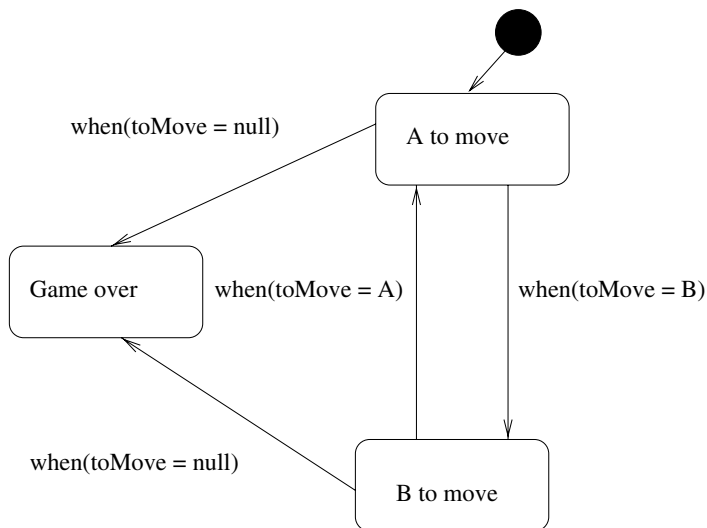 when(toMove = null)
A to move
Game over
when(toMove = A)
when(toMove = B)
when(toMove = null)
B to move